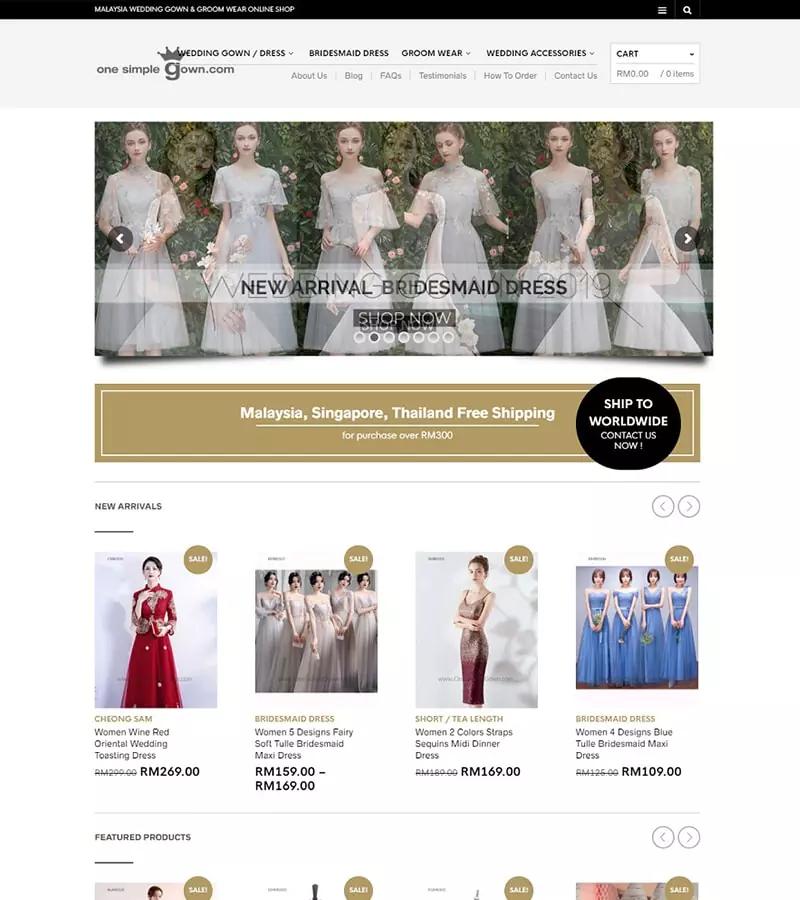 MALAYSIA WEDDING GOWN & GROOM WEAR ONLINE SHOP
one simple gown.com
WEDDING GOWN / DRESS
BRIDESMAID DRESS
GROOM WEAR
WEDDING ACCESSORIES
About Us
Blog
FAQs
Testimonials
How To Order
Contact Us
CART
RM0.00 / 0 items
WEDDING GOWN 2019
NEW ARRIVAL BRIDESMAID DRESS
SHOP NOW
SHOP NOW
Malaysia, Singapore, Thailand Free Shipping
for purchase over RM300
SHIP TO
WORLDWIDE
CONTACT US
NOW !
NEW ARRIVALS
SALE!
SALE!
SALE!
SALE!
CHEONG SAM
Women Wine Red
Oriental Wedding
Toasting Dress
RM299.00 RM269.00
BRIDESMAID DRESS
Women 5 Designs Fairy
Soft Tulle Bridesmaid
Maxi Dress
RM159.00 –
RM169.00
SHORT / TEA LENGTH
Women 2 Colors Straps
Sequins Midi Dinner
Dress
RM189.00 RM169.00
BRIDESMAID DRESS
Women 4 Designs Blue
Tulle Bridesmaid Maxi
Dress
RM125.00 RM109.00
FEATURED PRODUCTS
SALE!
SALE!
SALE!
SALE!